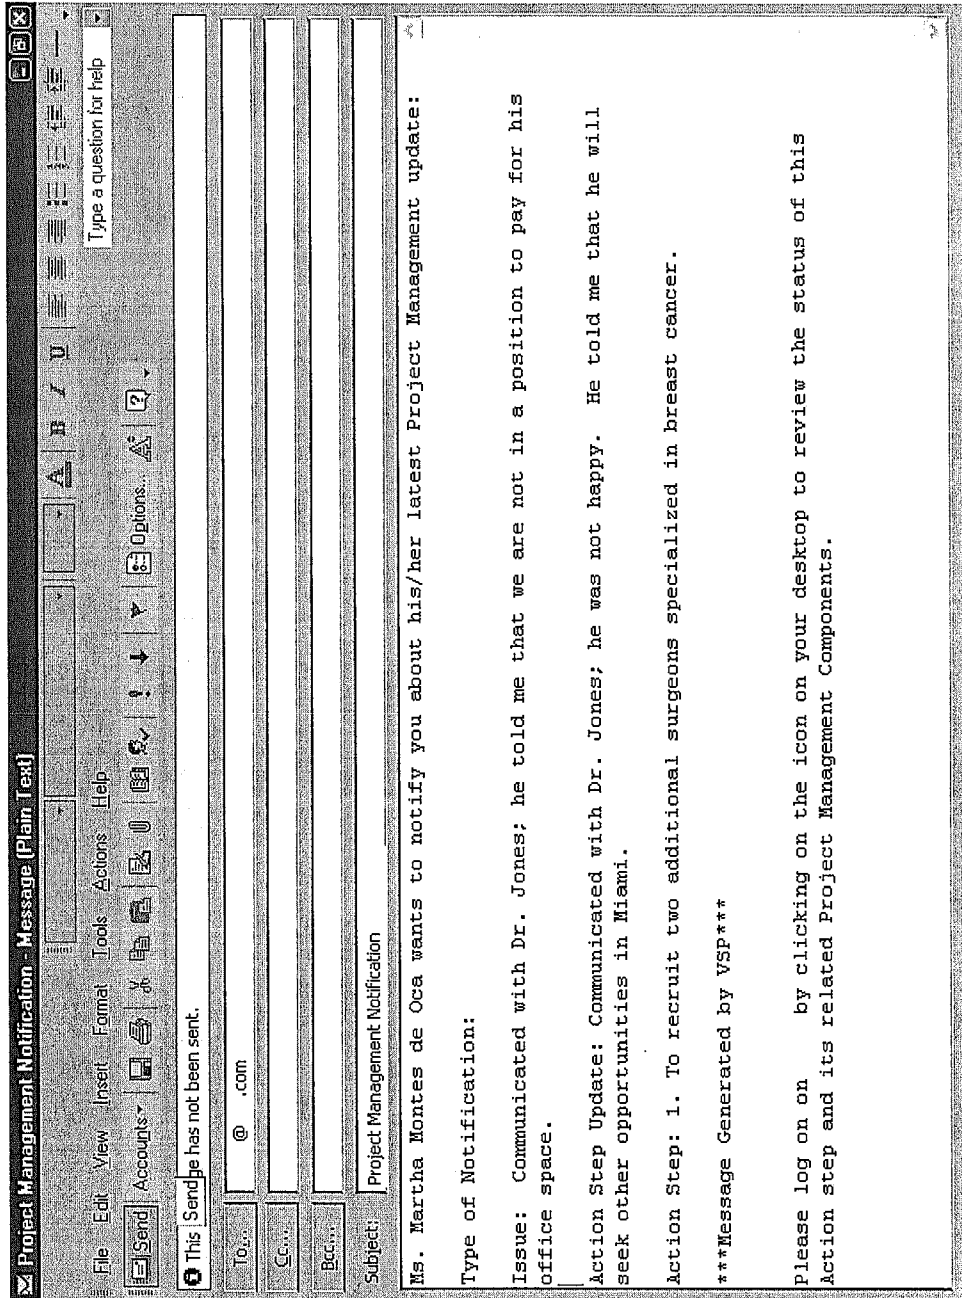 Project Management Notification - Message (Plain Text)
File Edit View Insert Format Tools Actions Help
Type a question for help
Send Accounts Options...
A B I U
This Sendge has not been sent.
To... @ .com
Cc...
Bcc...
Subject: Project Management Notification
Ms. Martha Montes de Oca wants to notify you about his/her latest Project Management update:
Type of Notification:
Issue: Communicated with Dr. Jones; he told me that we are not in a position to pay for his
office space.
Action Step Update: Communicated with Dr. Jones; he was not happy. He told me that he will
seek other opportunities in Miami.
Action Step: 1. To recruit two additional surgeons specialized in breast cancer.
***Message Generated by VSP***
Please log on on by clicking on the icon on your desktop to review the status of this
Action step and its related Project Management Components.